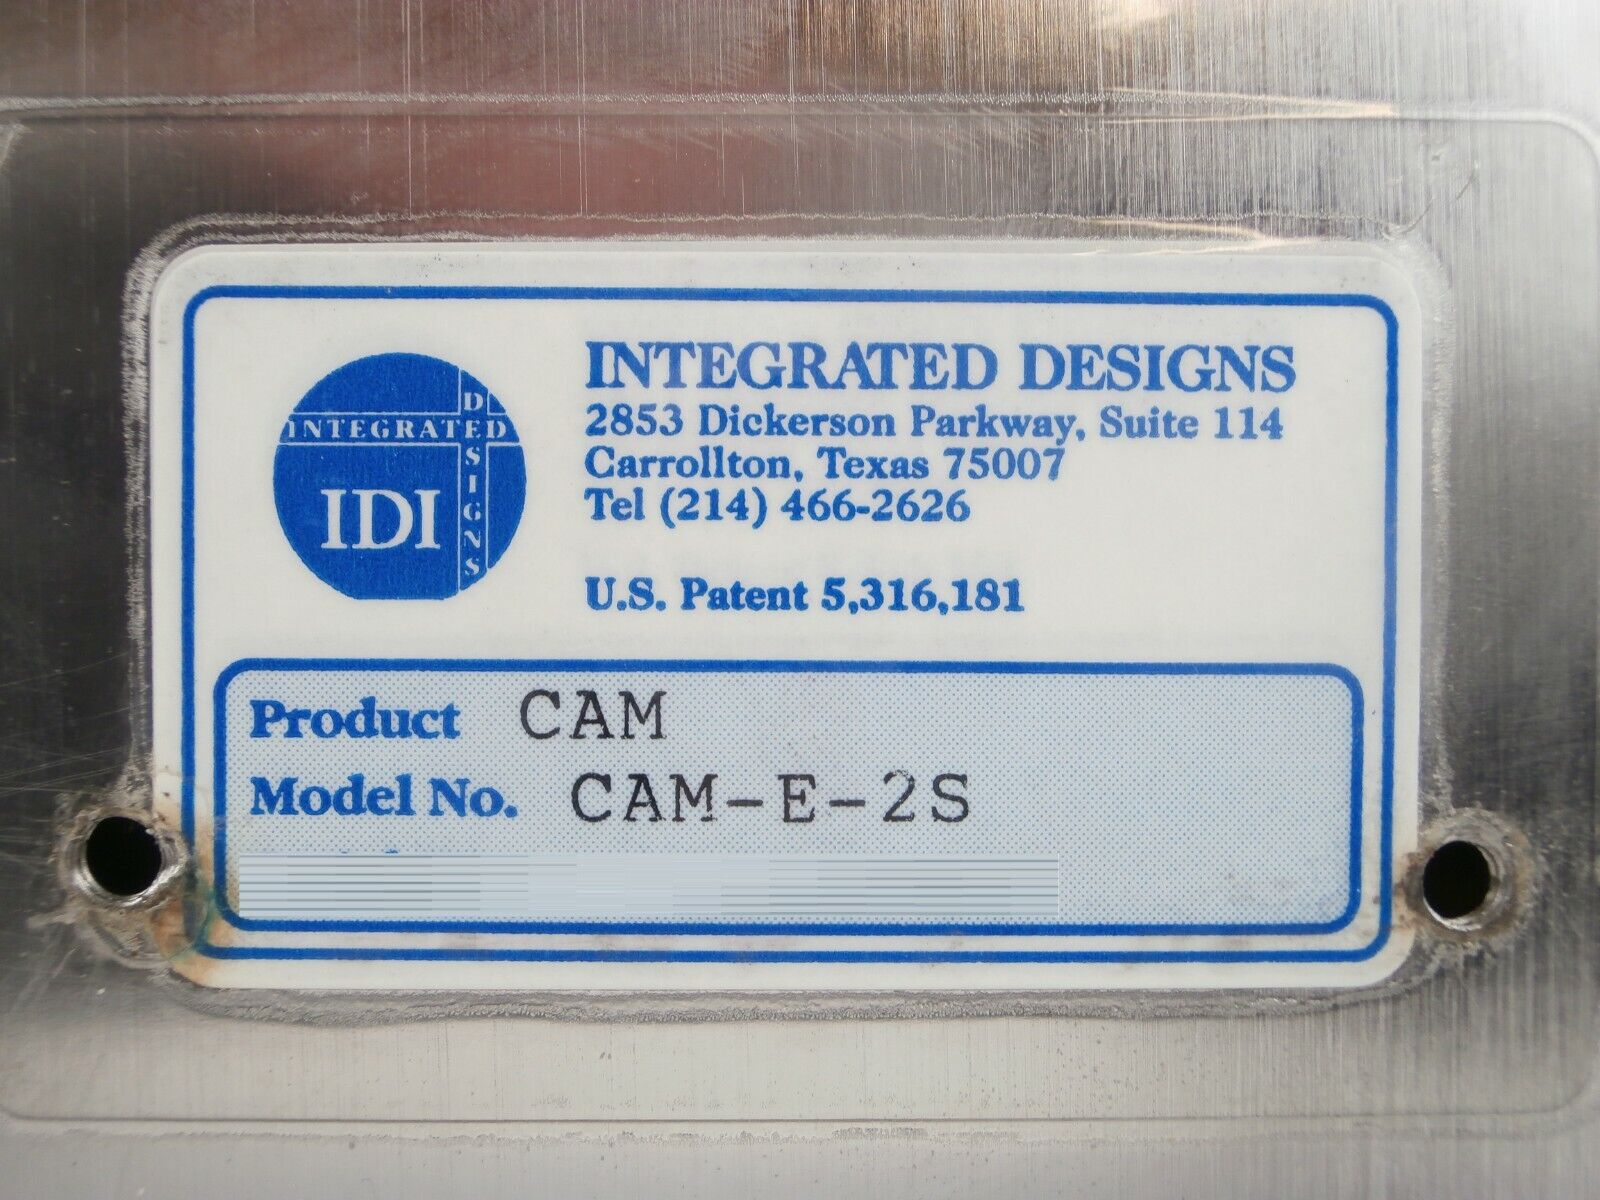 INTEGRATED
DESIGNS
IDI
INTEGRATED DESIGNS
2853 Dickerson Parkway, Suite 114
Carrollton, Texas 75007
Tel (214) 466-2626
U.S. Patent 5,316,181
Product CAM
Model No. CAM-E-2S